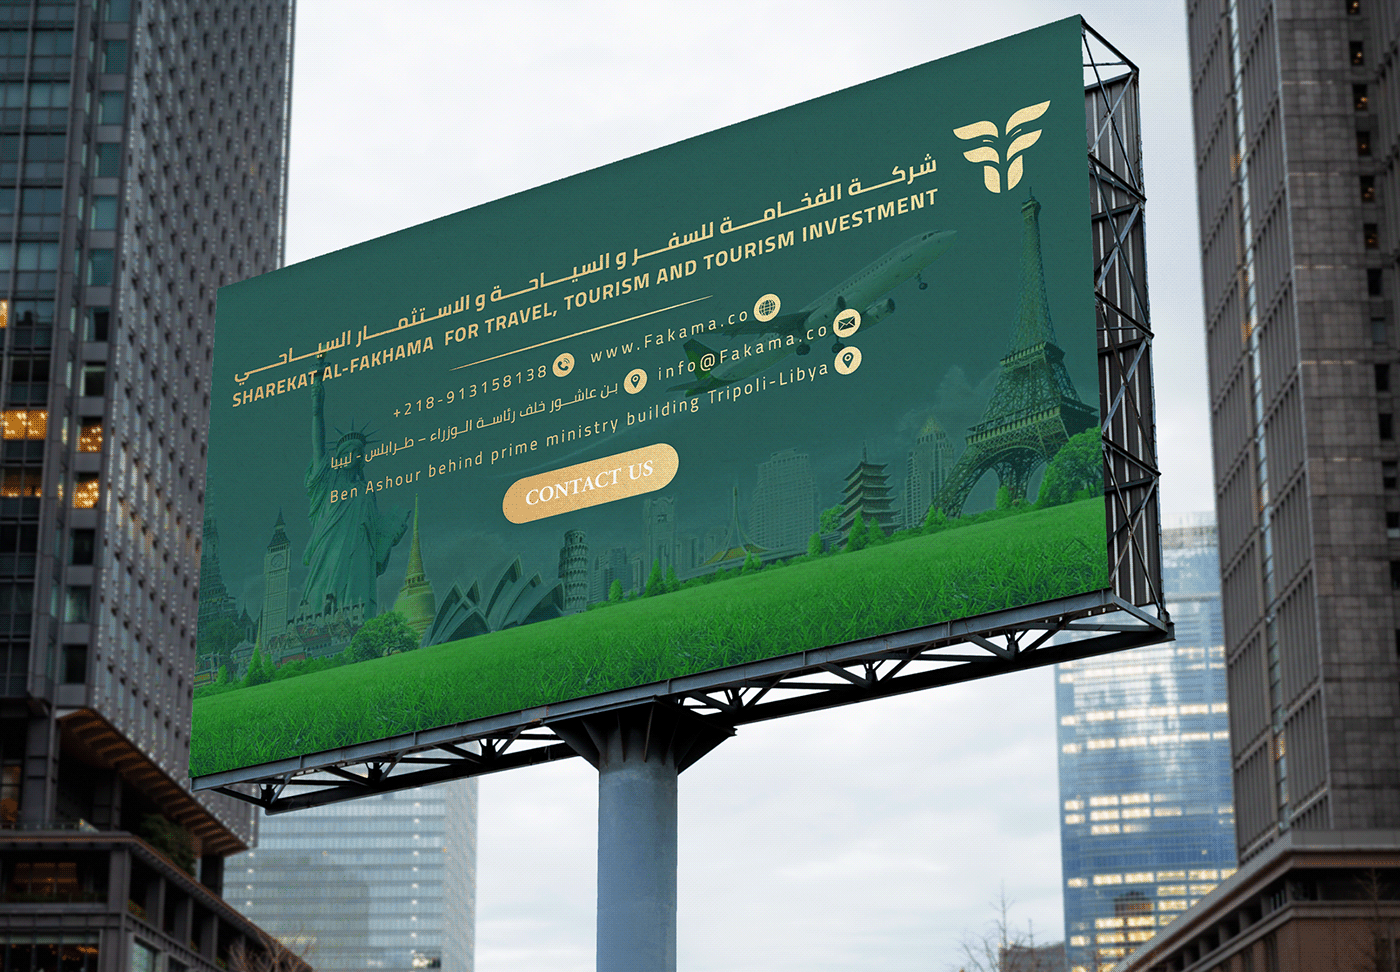 شركة الفخامة للسفر و السياحة و الاستثمار السياحي
SHAREKAT AL-FAKHAMA FOR TRAVEL, TOURISM AND TOURISM INVESTMENT
+218-913158138
www.Fakama.co
بن عاشور خلف رئاسة الوزراء – طرابلس - ليبيا
info@Fakama.co
Ben Ashour behind prime ministry building Tripoli-Libya
CONTACT US